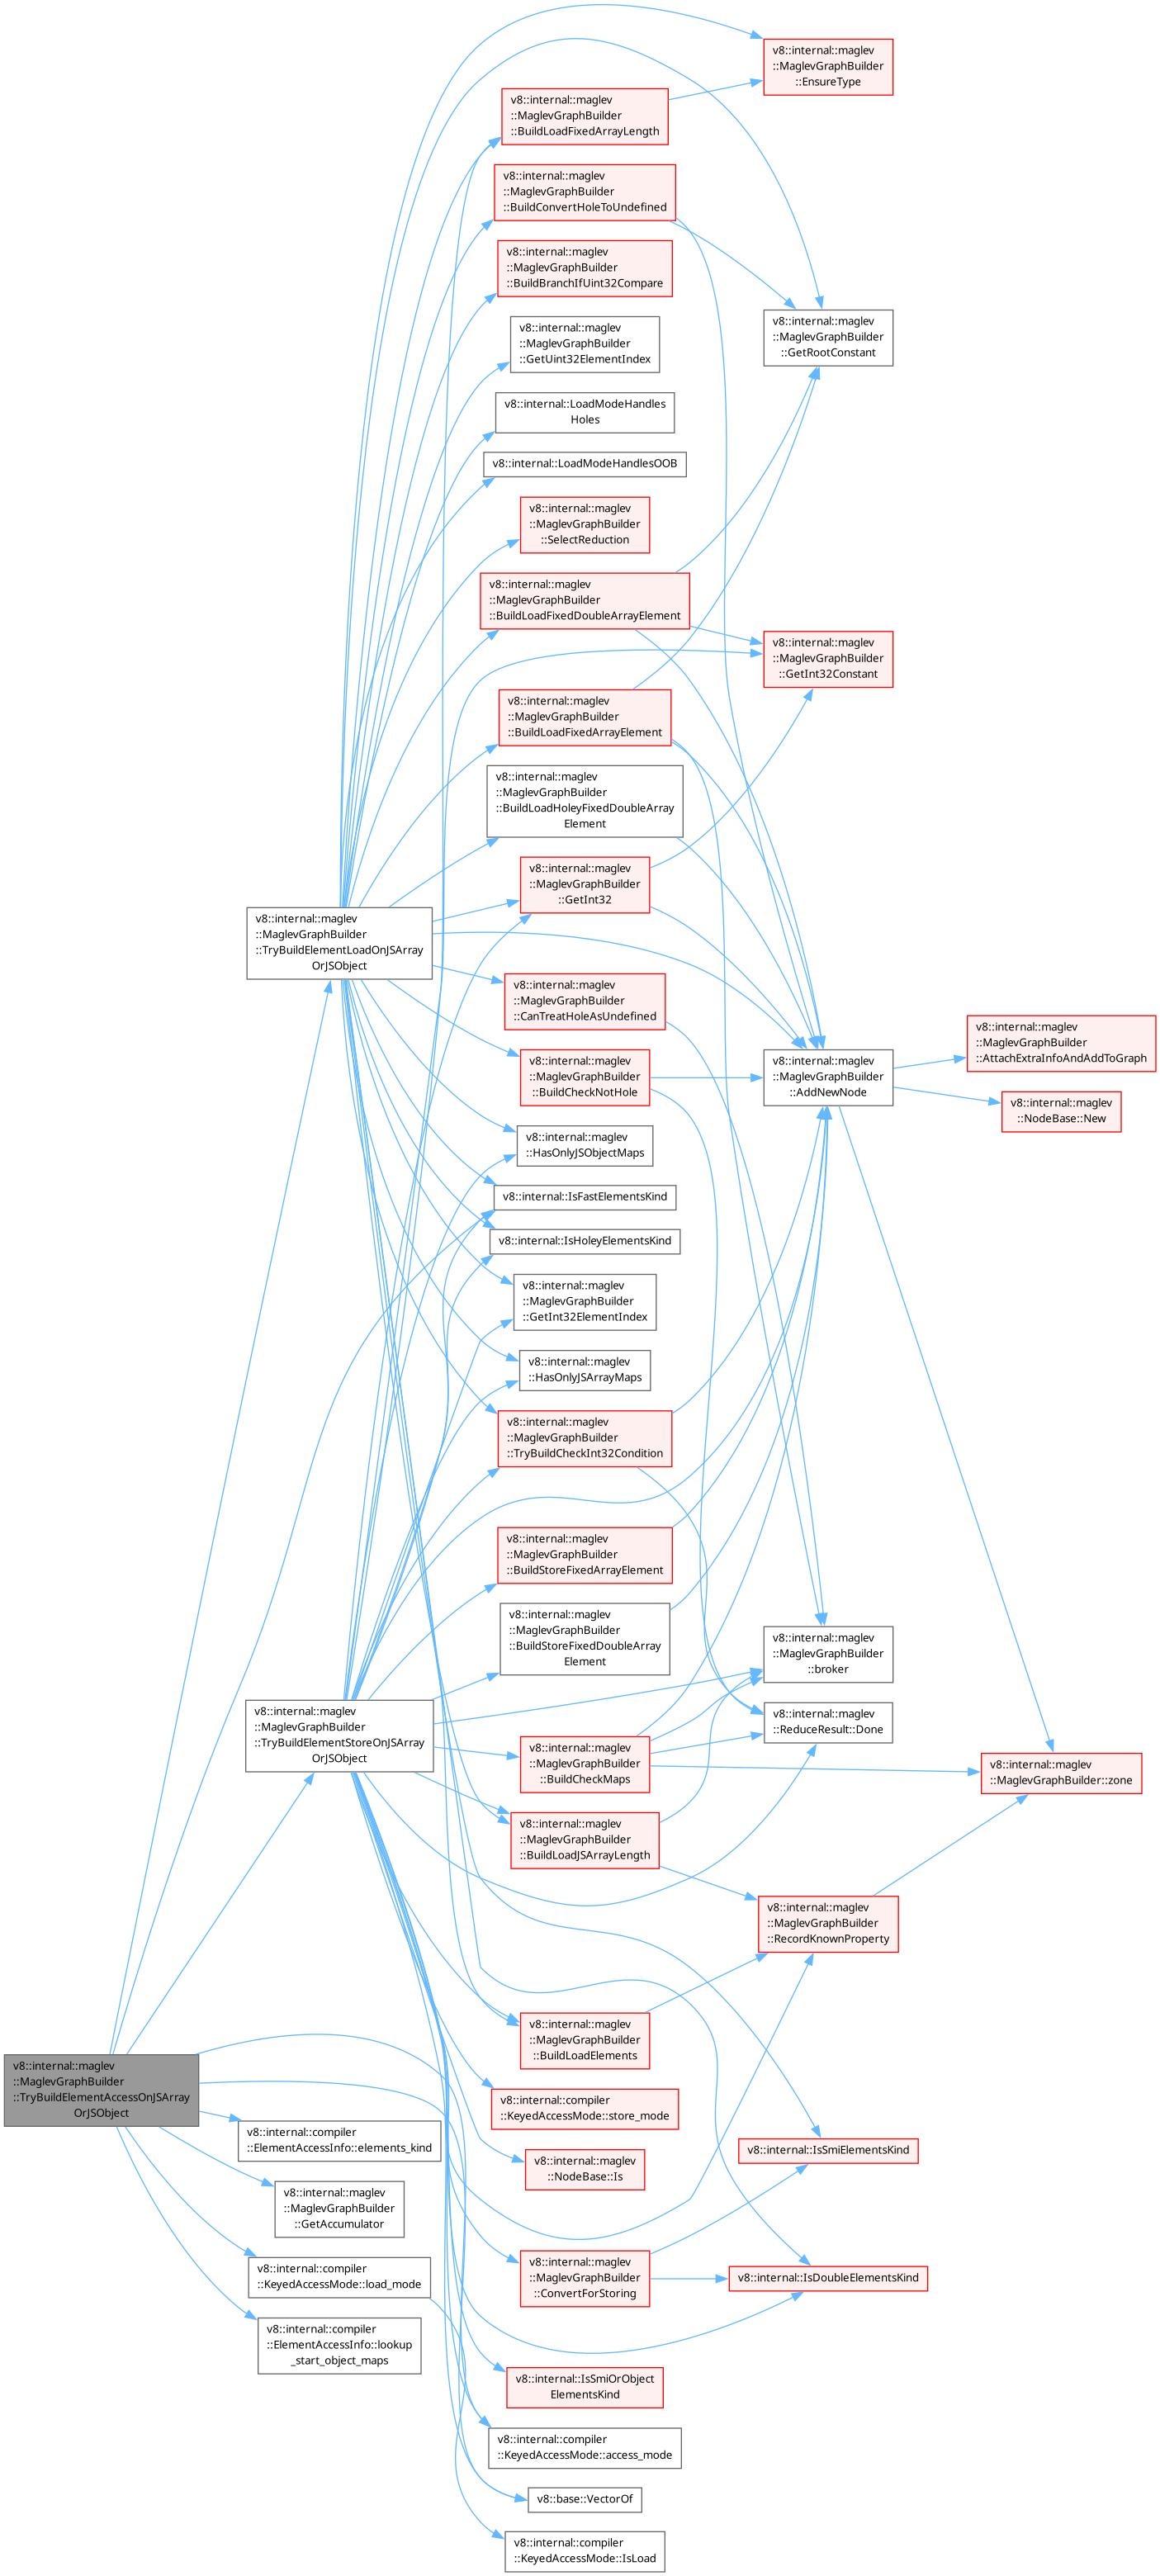 v8::internal::maglev
::MaglevGraphBuilder
::EnsureType
v8::internal::maglev
::MaglevGraphBuilder
::BuildLoadFixedArrayLength
v8::internal::maglev
::MaglevGraphBuilder
::BuildConvertHoleToUndefined
v8::internal::maglev
::MaglevGraphBuilder
::BuildBranchIfUint32Compare
v8::internal::maglev
::MaglevGraphBuilder
::GetUint32ElementIndex
v8::internal::maglev
::MaglevGraphBuilder
::GetRootConstant
v8::internal::LoadModeHandles
Holes
v8::internal::LoadModeHandlesOOB
v8::internal::maglev
::MaglevGraphBuilder
::SelectReduction
v8::internal::maglev
::MaglevGraphBuilder
::BuildLoadFixedDoubleArrayElement
v8::internal::maglev
::MaglevGraphBuilder
::GetInt32Constant
v8::internal::maglev
::MaglevGraphBuilder
::BuildLoadFixedArrayElement
v8::internal::maglev
::MaglevGraphBuilder
::BuildLoadHoleyFixedDoubleArray
Element
v8::internal::maglev
::MaglevGraphBuilder
::GetInt32
v8::internal::maglev
::MaglevGraphBuilder
::TryBuildElementLoadOnJSArray
OrJSObject
v8::internal::maglev
::MaglevGraphBuilder
::CanTreatHoleAsUndefined
v8::internal::maglev
::MaglevGraphBuilder
::BuildCheckNotHole
v8::internal::maglev
::MaglevGraphBuilder
::AddNewNode
v8::internal::maglev
::MaglevGraphBuilder
::AttachExtraInfoAndAddToGraph
v8::internal::maglev
::NodeBase::New
v8::internal::maglev
::HasOnlyJSObjectMaps
v8::internal::IsFastElementsKind
v8::internal::IsHoleyElementsKind
v8::internal::maglev
::MaglevGraphBuilder
::GetInt32ElementIndex
v8::internal::maglev
::HasOnlyJSArrayMaps
v8::internal::maglev
::MaglevGraphBuilder
::TryBuildCheckInt32Condition
v8::internal::maglev
::MaglevGraphBuilder
::BuildStoreFixedArrayElement
v8::internal::maglev
::MaglevGraphBuilder
::BuildStoreFixedDoubleArray
Element
v8::internal::maglev
::MaglevGraphBuilder
::broker
v8::internal::maglev
::MaglevGraphBuilder
::TryBuildElementStoreOnJSArray
OrJSObject
v8::internal::maglev
::ReduceResult::Done
v8::internal::maglev
::MaglevGraphBuilder
::BuildCheckMaps
v8::internal::maglev
::MaglevGraphBuilder::zone
v8::internal::maglev
::MaglevGraphBuilder
::BuildLoadJSArrayLength
v8::internal::maglev
::MaglevGraphBuilder
::RecordKnownProperty
v8::internal::maglev
::MaglevGraphBuilder
::BuildLoadElements
v8::internal::maglev
::MaglevGraphBuilder
::TryBuildElementAccessOnJSArray
OrJSObject
v8::internal::compiler
::KeyedAccessMode::store_mode
v8::internal::compiler
::ElementAccessInfo::elements_kind
v8::internal::IsSmiElementsKind
v8::internal::maglev
::NodeBase::Is
v8::internal::maglev
::MaglevGraphBuilder
::GetAccumulator
v8::internal::compiler
::KeyedAccessMode::load_mode
v8::internal::maglev
::MaglevGraphBuilder
::ConvertForStoring
v8::internal::IsDoubleElementsKind
v8::internal::compiler
::ElementAccessInfo::lookup
_start_object_maps
v8::internal::IsSmiOrObject
ElementsKind
v8::internal::compiler
::KeyedAccessMode::access_mode
v8::base::VectorOf
v8::internal::compiler
::KeyedAccessMode::IsLoad